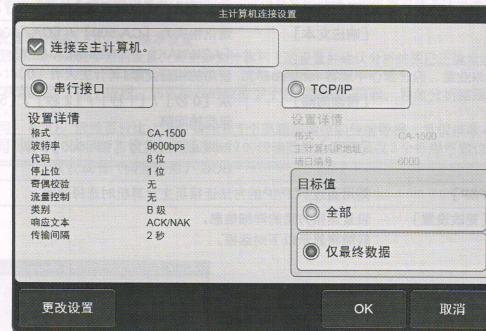 主计算机连接设置
连接至主计算机。
串行接口
设置详情
格式 CA-1500
波特率 9600bps
代码 8 位
停止位 1 位
奇偶校验 无
流量控制 无
类别 B 级
响应文本 ACK/NAK
传输间隔 2 秒
TCP/IP
设置详情
格式 CA-1500
主计算机IP地址
端口编号 6000
目标值
全部
仅最终数据
更改设置
OK
取消